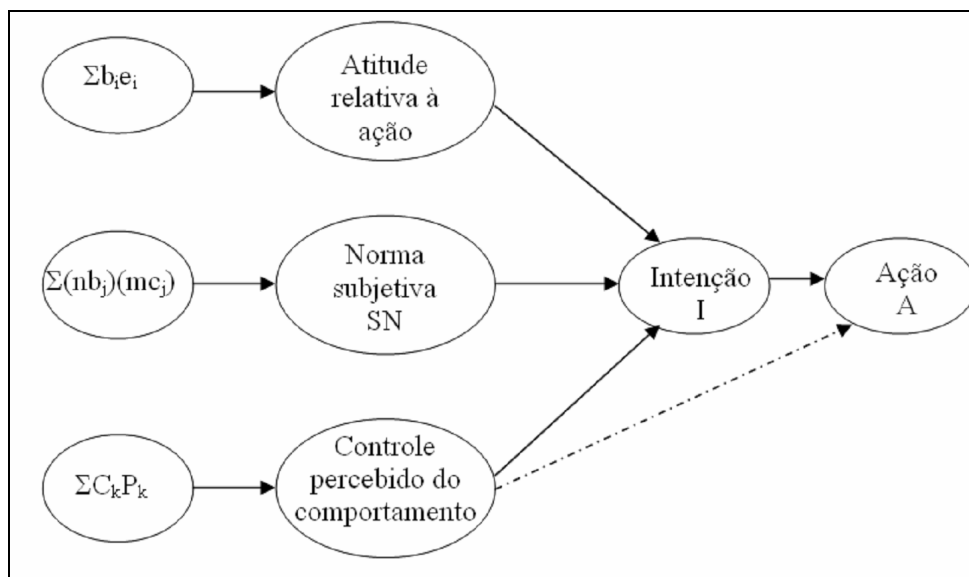 Σbᵢeᵢ
Atitude
relativa à
ação
Σ(nbⱼ)(mcⱼ)
Norma
subjetiva
SN
Intenção
I
Ação
A
ΣCₖPₖ
Controle
percebido do
comportamento